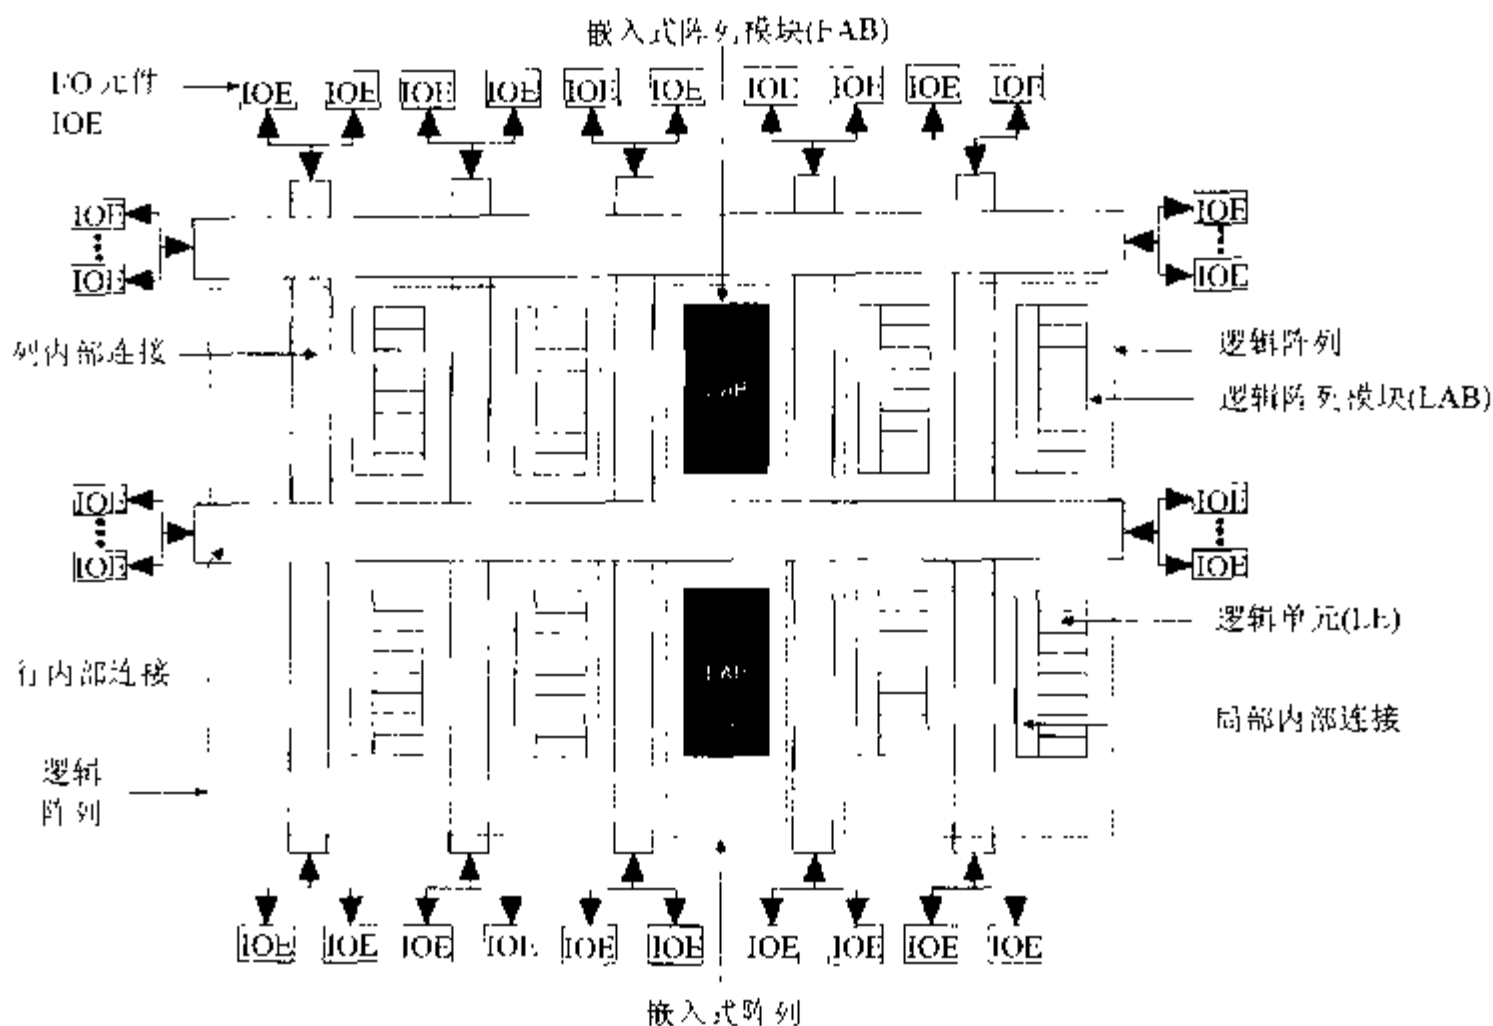 嵌入式阵列模块(EAB)
I/O 元件
IOE
IOE IOE IOE IOE IOE IOE IOE IOE IOE IOE
IOE IOE
IOE IOE
列内部连接
逻辑阵列
EAB
逻辑阵列模块(LAB)
IOE IOE
IOE IOE
逻辑单元(LE)
行内部连接
EAB
局部内部连接
逻辑
阵列
IOE IOE IOE IOE IOE IOE IOE IOE IOE IOE
嵌入式阵列